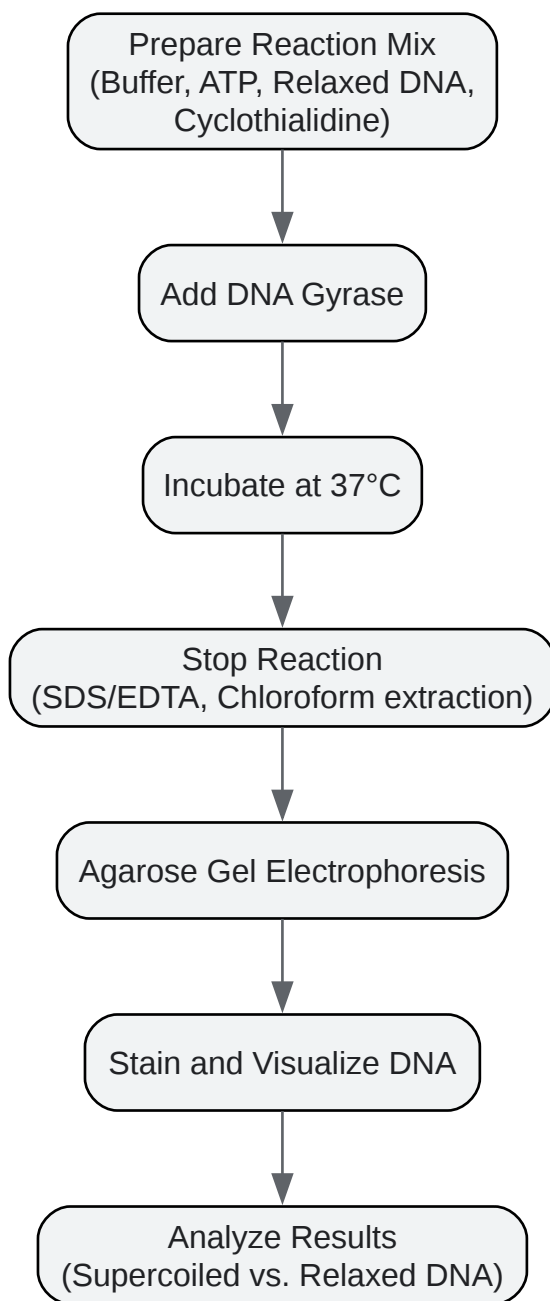 Prepare Reaction Mix
(Buffer, ATP, Relaxed DNA,
Cyclothialidine)
Add DNA Gyrase
Incubate at 37°C
Stop Reaction
(SDS/EDTA, Chloroform extraction)
Agarose Gel Electrophoresis
Stain and Visualize DNA
Analyze Results
(Supercoiled vs. Relaxed DNA)